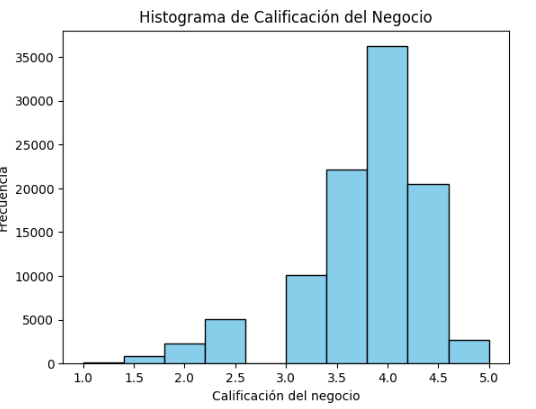 Histograma de Calificación del Negocio
Frecuencia
35000
30000
25000
20000
15000
10000
5000
0
1.0 1.5 2.0 2.5 3.0 3.5 4.0 4.5 5.0
Calificación del negocio